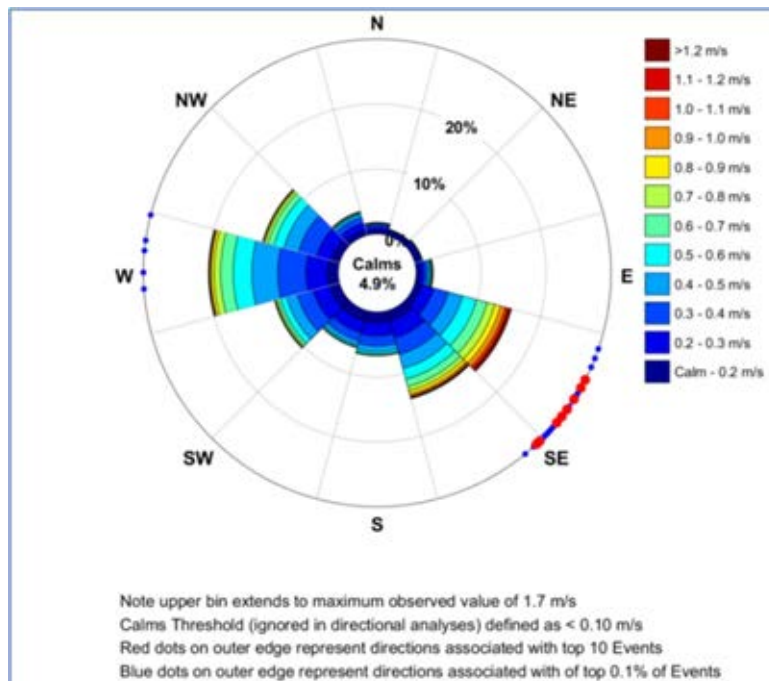 N
NW
NE
20%
10%
0%
Calms
4.9%
W
E
SW
SE
S
>1.2 m/s
1.1 - 1.2 m/s
1.0 - 1.1 m/s
0.9 - 1.0 m/s
0.8 - 0.9 m/s
0.7 - 0.8 m/s
0.6 - 0.7 m/s
0.5 - 0.6 m/s
0.4 - 0.5 m/s
0.3 - 0.4 m/s
0.2 - 0.3 m/s
Calm - 0.2 m/s
Note upper bin extends to maximum observed value of 1.7 m/s
Calms Threshold (ignored in directional analyses) defined as < 0.10 m/s
Red dots on outer edge represent directions associated with top 10 Events
Blue dots on outer edge represent directions associated with of top 0.1% of Events